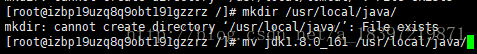 [root@izbp19uzq8q9obt191gzzrz /]# mkdir /usr/local/java/
mkdir: cannot create directory ‘/usr/local/java/’: File exists
[root@izbp19uzq8q9obt191gzzrz /]# mv jdk1.8.0_161 /usr/local/java/